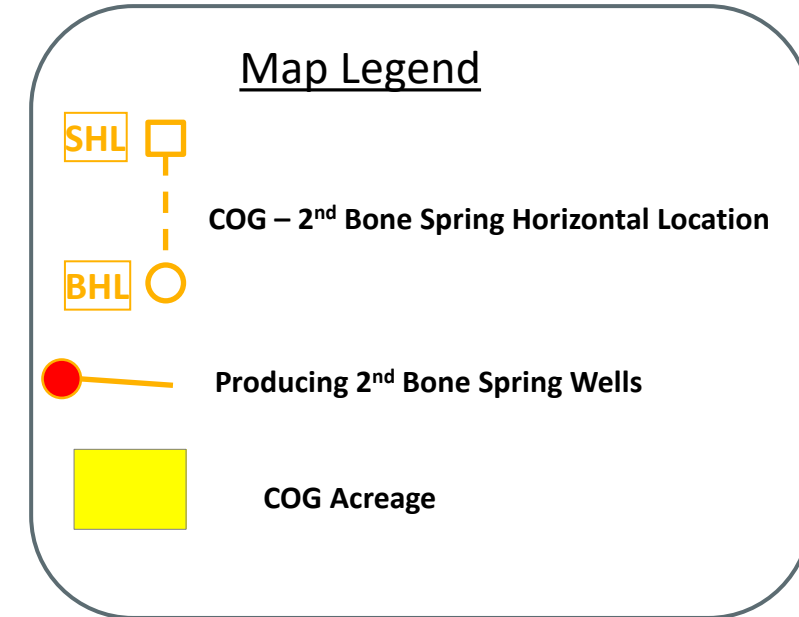 Map Legend
SHL
COG – 2nd Bone Spring Horizontal Location
BHL
Producing 2nd Bone Spring Wells
COG Acreage